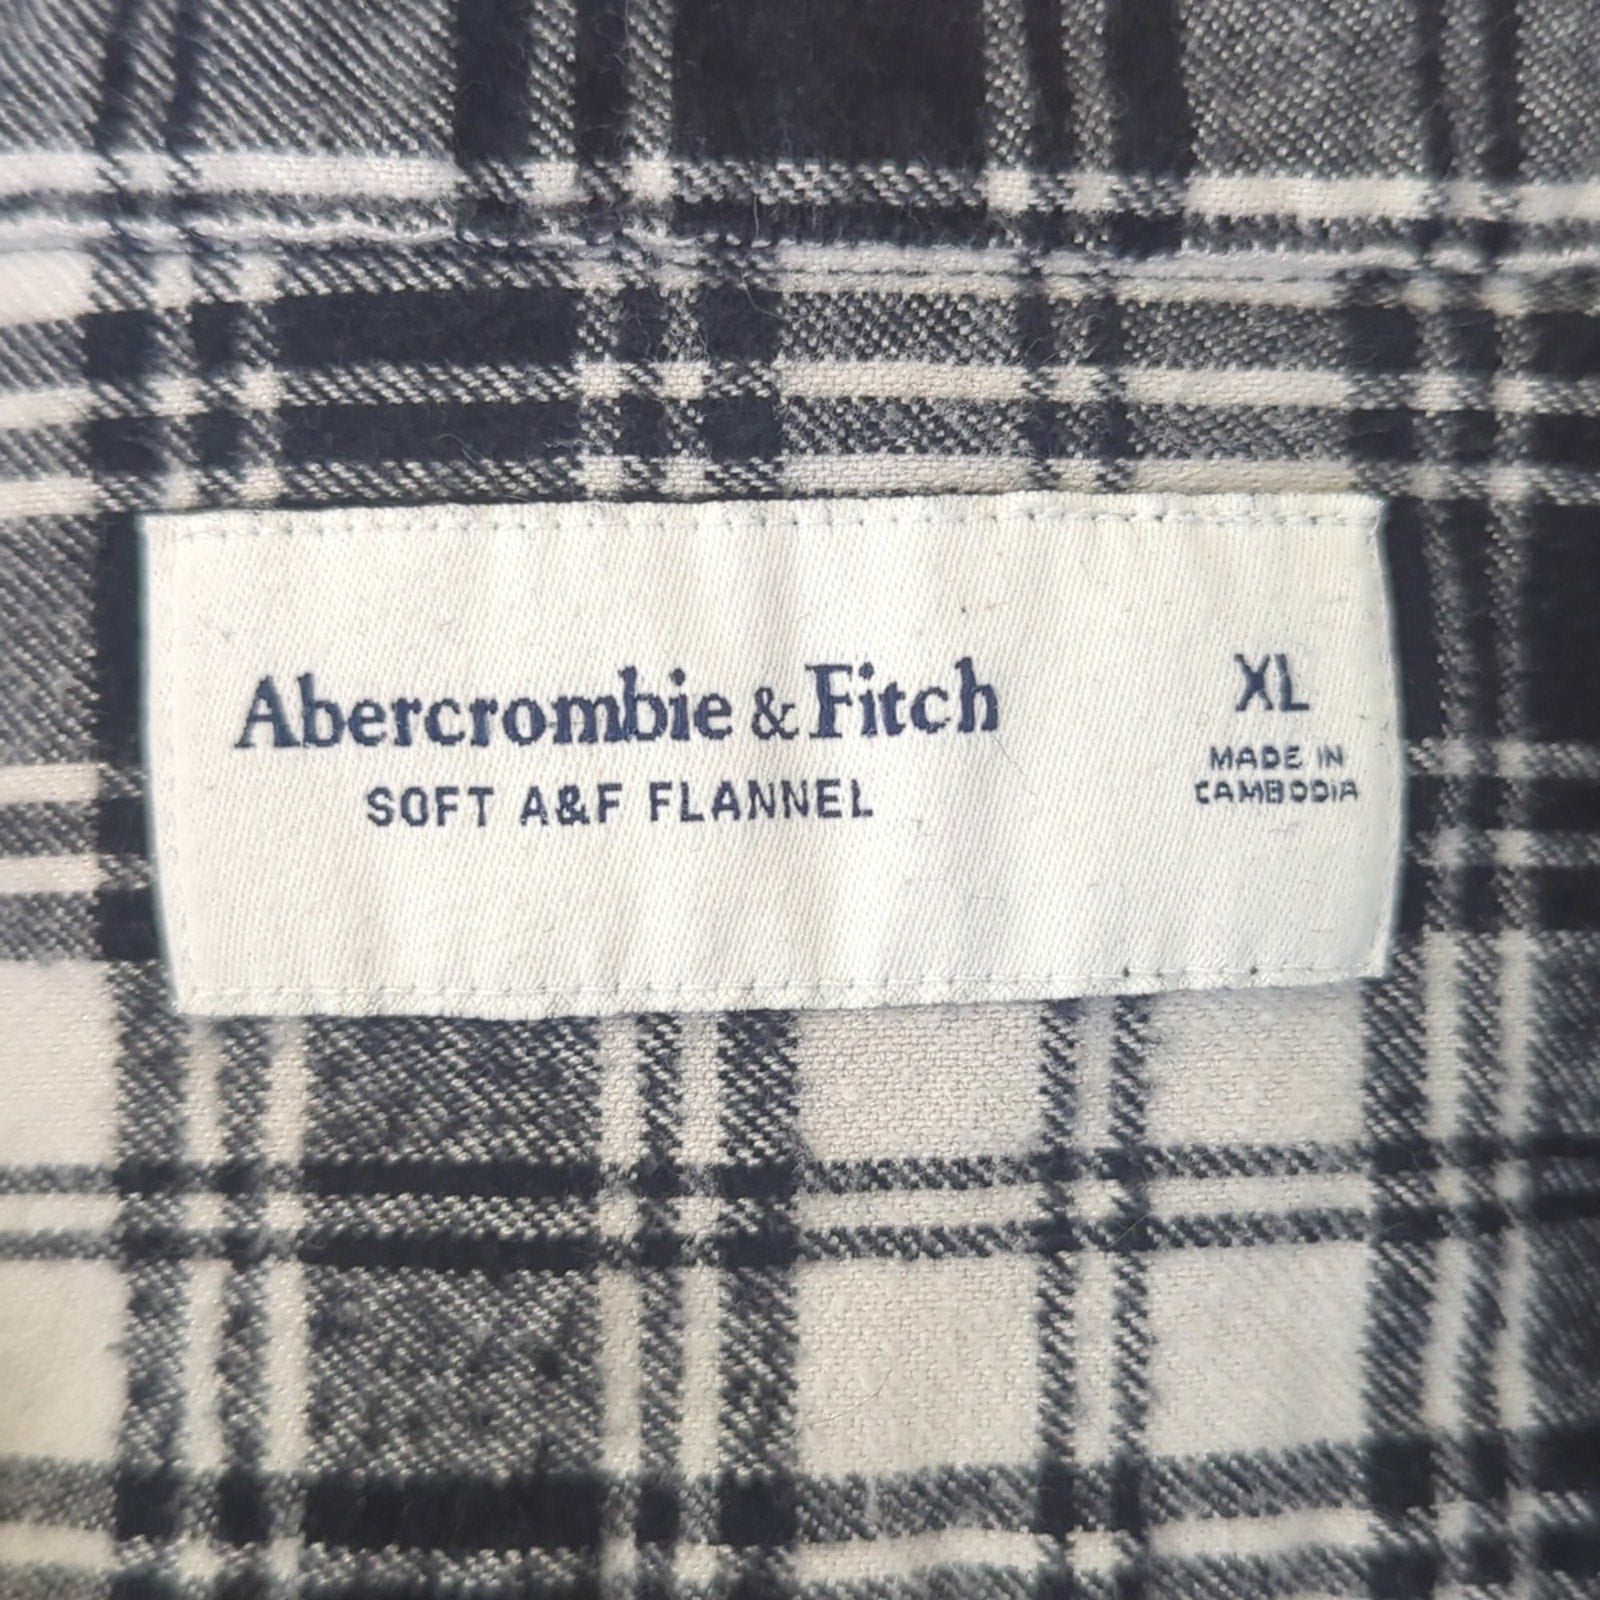 Abercrombie & Fitch
SOFT A&F FLANNEL
XL
MADE IN
CAMBODIA